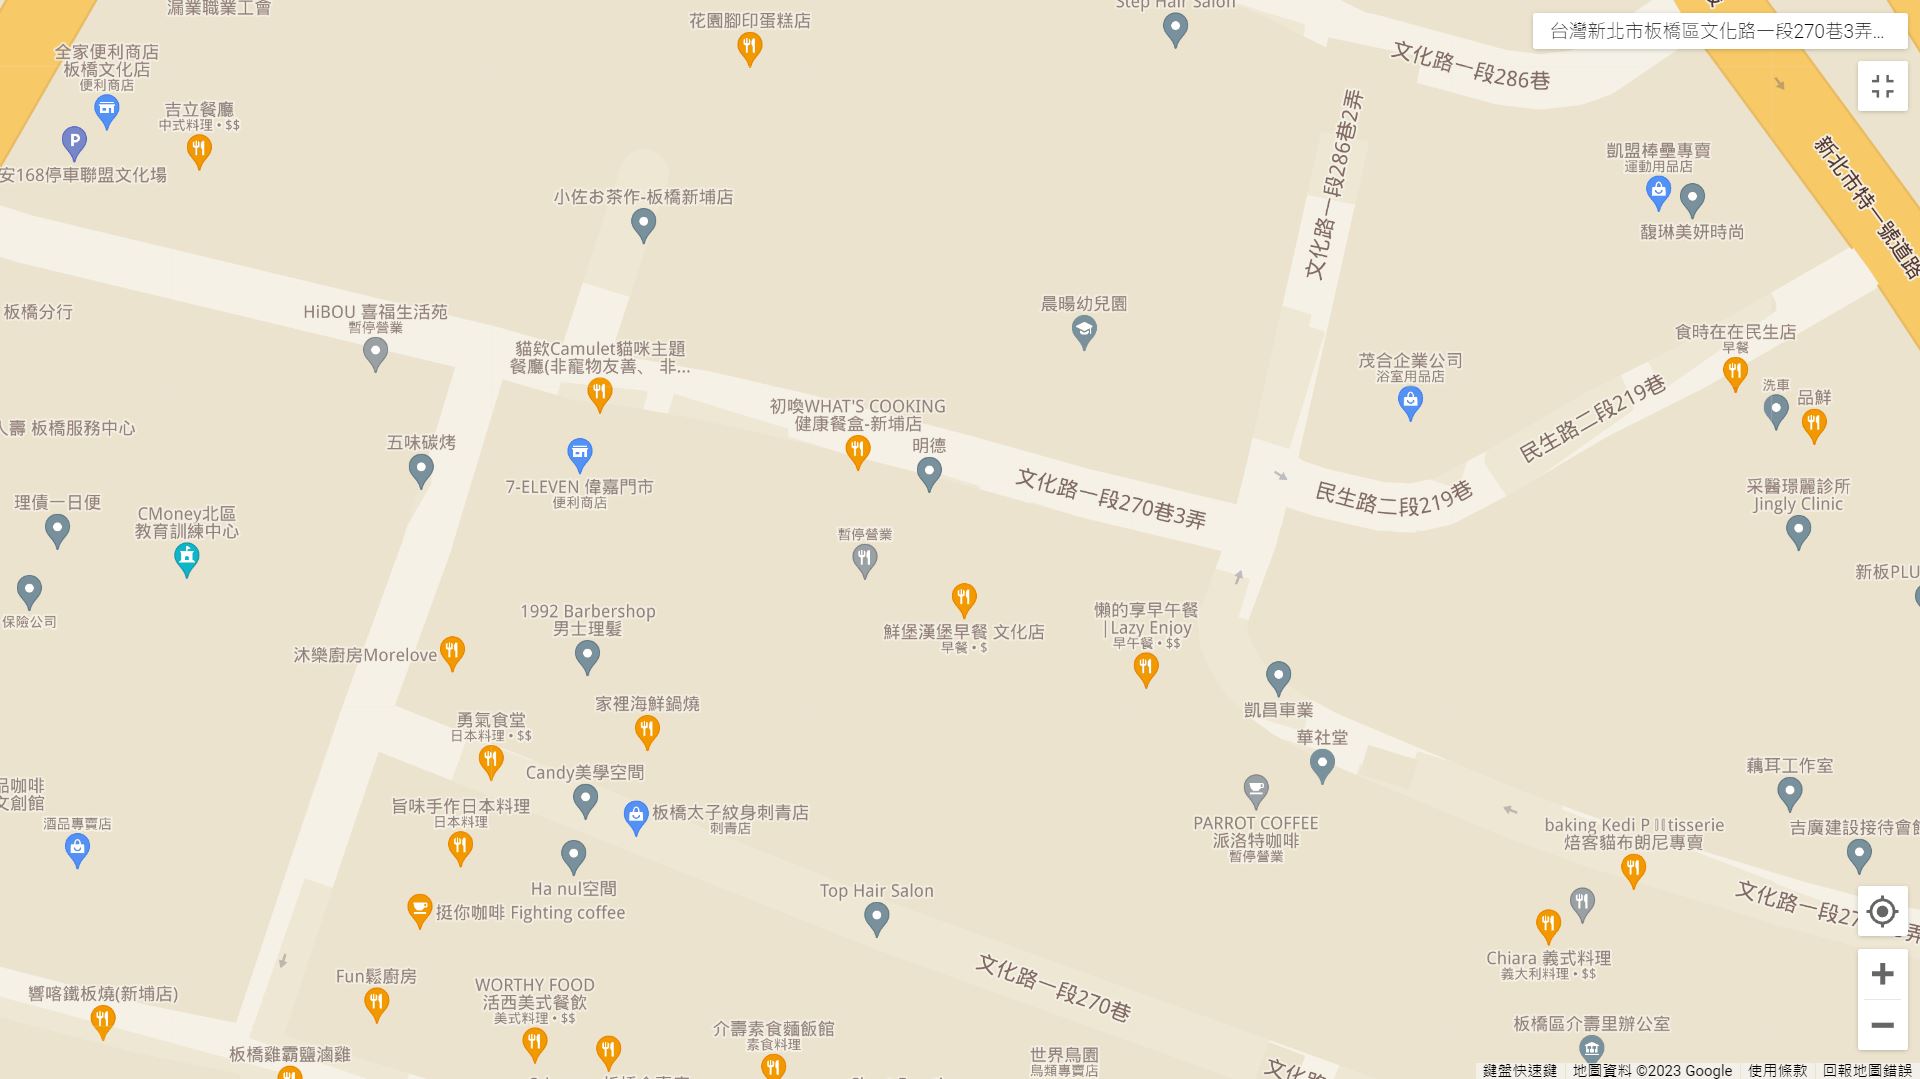 漏業職業工會
花園腳印蛋糕店
Step Hair Salon
台灣新北市板橋區文化路一段270巷3弄...
全家便利商店
板橋文化店
便利商店
吉立餐廳
中式料理 • $$
P
安168停車聯盟文化場
文化路一段286巷
文化路一段286巷2弄
新北市特一號道路
凱盟棒壘專賣
運動用品店
馥琳美妍時尚
小佐お茶作-板橋新埔店
板橋分行
HiBOU 喜福生活苑
暫停營業
晨暘幼兒園
貓欸Camulet貓咪主題
餐廳(非寵物友善、 非...
茂合企業公司
浴室用品店
食時在在民生店
早餐
洗車
品鮮
民生路二段219巷
初喚WHAT'S COOKING
健康餐盒-新埔店
明德
人壽 板橋服務中心
五味碳烤
7-ELEVEN 偉嘉門市
便利商店
文化路一段270巷3弄
民生路二段219巷
采醫璟麗診所
Jingly Clinic
理債一日便
CMoney北區
教育訓練中心
暫停營業
新板PLU
保險公司
1992 Barbershop
男士理髮
鮮堡漢堡早餐 文化店
早餐 • $
懶的享早午餐
|Lazy Enjoy
早午餐 • $$
沐樂廚房Morelove
家裡海鮮鍋燒
凱昌車業
勇氣食堂
日本料理 • $$
華社堂
Candy美學空間
藕耳工作室
品咖啡
文創館
酒品專賣店
旨味手作日本料理
日本料理
板橋太子紋身刺青店
刺青店
PARROT COFFEE
派洛特咖啡
暫停營業
baking Kedi P tisserie
焙客貓布朗尼專賣
吉廣建設接待會館
Ha nul空間
Top Hair Salon
文化路一段27
弄
挺你咖啡 Fighting coffee
Chiara 義式料理
義大利料理 • $$
Fun鬆廚房
WORTHY FOOD
活西美式餐飲
美式料理 • $$
文化路一段270巷
響喀鐵板燒(新埔店)
介壽素食麵飯館
素食料理
板橋區介壽里辦公室
板橋雞霸鹽滷雞
世界鳥園
鳥類專賣店
文化路
鍵盤快速鍵
地圖資料 ©2023 Google
使用條款
回報地圖錯誤